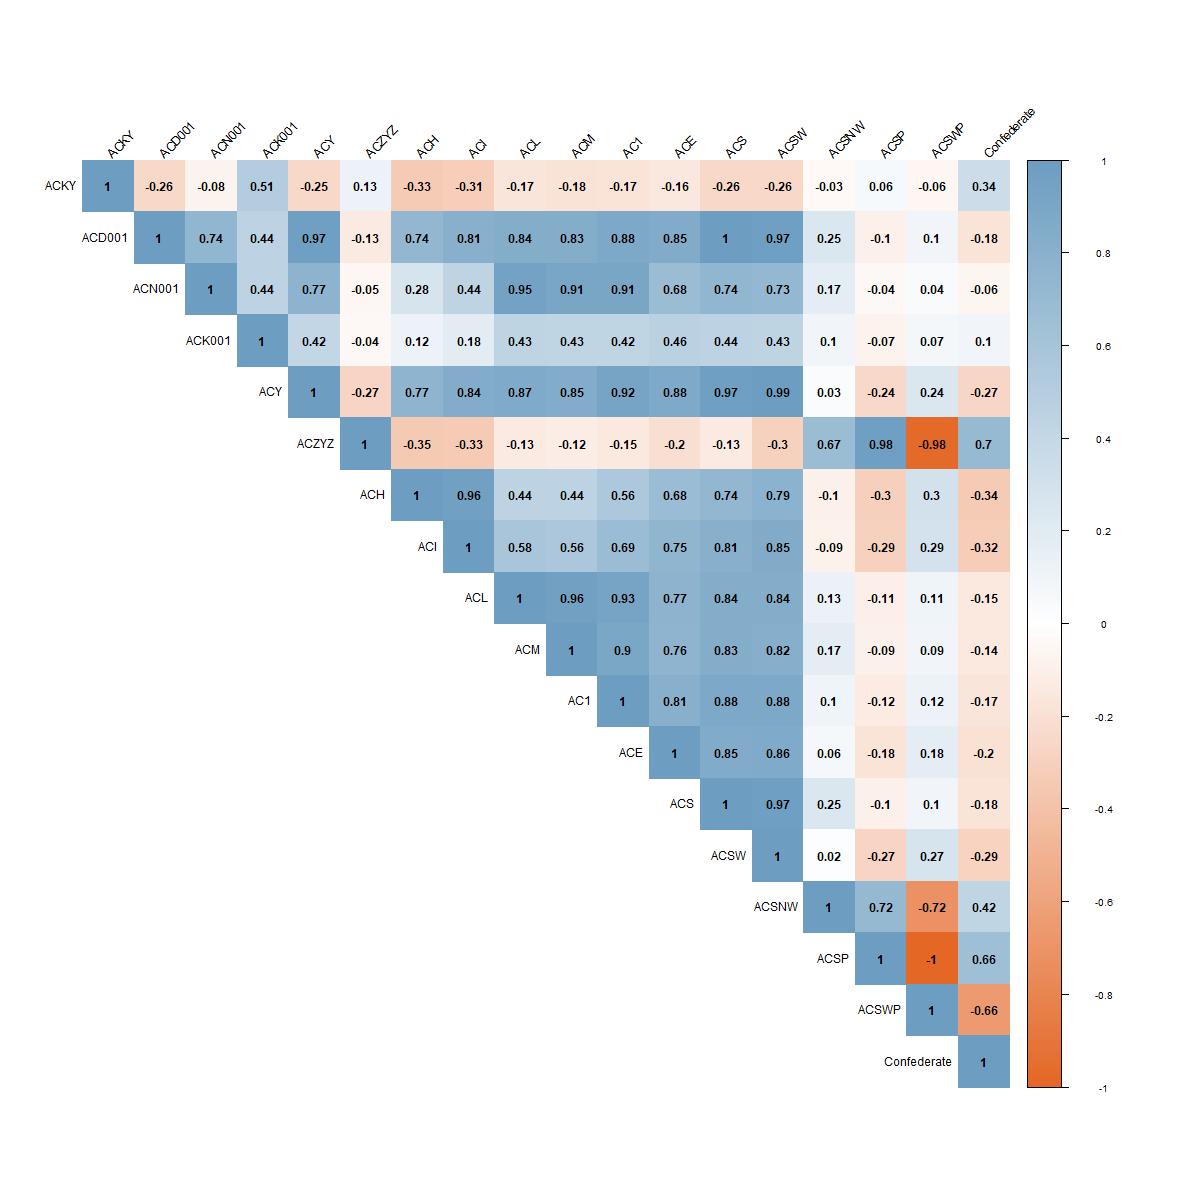 ACKY ACD001 ACN001 ACK001 ACY ACZYZ ACH ACI ACL ACM AC1 ACE ACS ACSW ACSNW ACSP ACSWP Confederate
ACKY 1 -0.26 -0.08 0.51 -0.25 0.13 -0.33 -0.31 -0.17 -0.18 -0.17 -0.16 -0.26 -0.26 -0.03 0.06 -0.06 0.34
ACD001 1 0.74 0.44 0.97 -0.13 0.74 0.81 0.84 0.83 0.88 0.85 1 0.97 0.25 -0.1 0.1 -0.18
ACN001 1 0.44 0.77 -0.05 0.28 0.44 0.95 0.91 0.91 0.68 0.74 0.73 0.17 -0.04 0.04 -0.06
ACK001 1 0.42 -0.04 0.12 0.18 0.43 0.43 0.42 0.46 0.44 0.43 0.1 -0.07 0.07 0.1
ACY 1 -0.27 0.77 0.84 0.87 0.85 0.92 0.88 0.97 0.99 0.03 -0.24 0.24 -0.27
ACZYZ 1 -0.35 -0.33 -0.13 -0.12 -0.15 -0.2 -0.13 -0.3 0.67 0.98 -0.98 0.7
ACH 1 0.96 0.44 0.44 0.56 0.68 0.74 0.79 -0.1 -0.3 0.3 -0.34
ACI 1 0.58 0.56 0.69 0.75 0.81 0.85 -0.09 -0.29 0.29 -0.32
ACL 1 0.96 0.93 0.77 0.84 0.84 0.13 -0.11 0.11 -0.15
ACM 1 0.9 0.76 0.83 0.82 0.17 -0.09 0.09 -0.14
AC1 1 0.81 0.88 0.88 0.1 -0.12 0.12 -0.17
ACE 1 0.85 0.86 0.06 -0.18 0.18 -0.2
ACS 1 0.97 0.25 -0.1 0.1 -0.18
ACSW 1 0.02 -0.27 0.27 -0.29
ACSNW 1 0.72 -0.72 0.42
ACSP 1 -1 0.66
ACSWP 1 -0.66
Confederate 1
1
0.8
0.6
0.4
0.2
0
-0.2
-0.4
-0.6
-0.8
-1